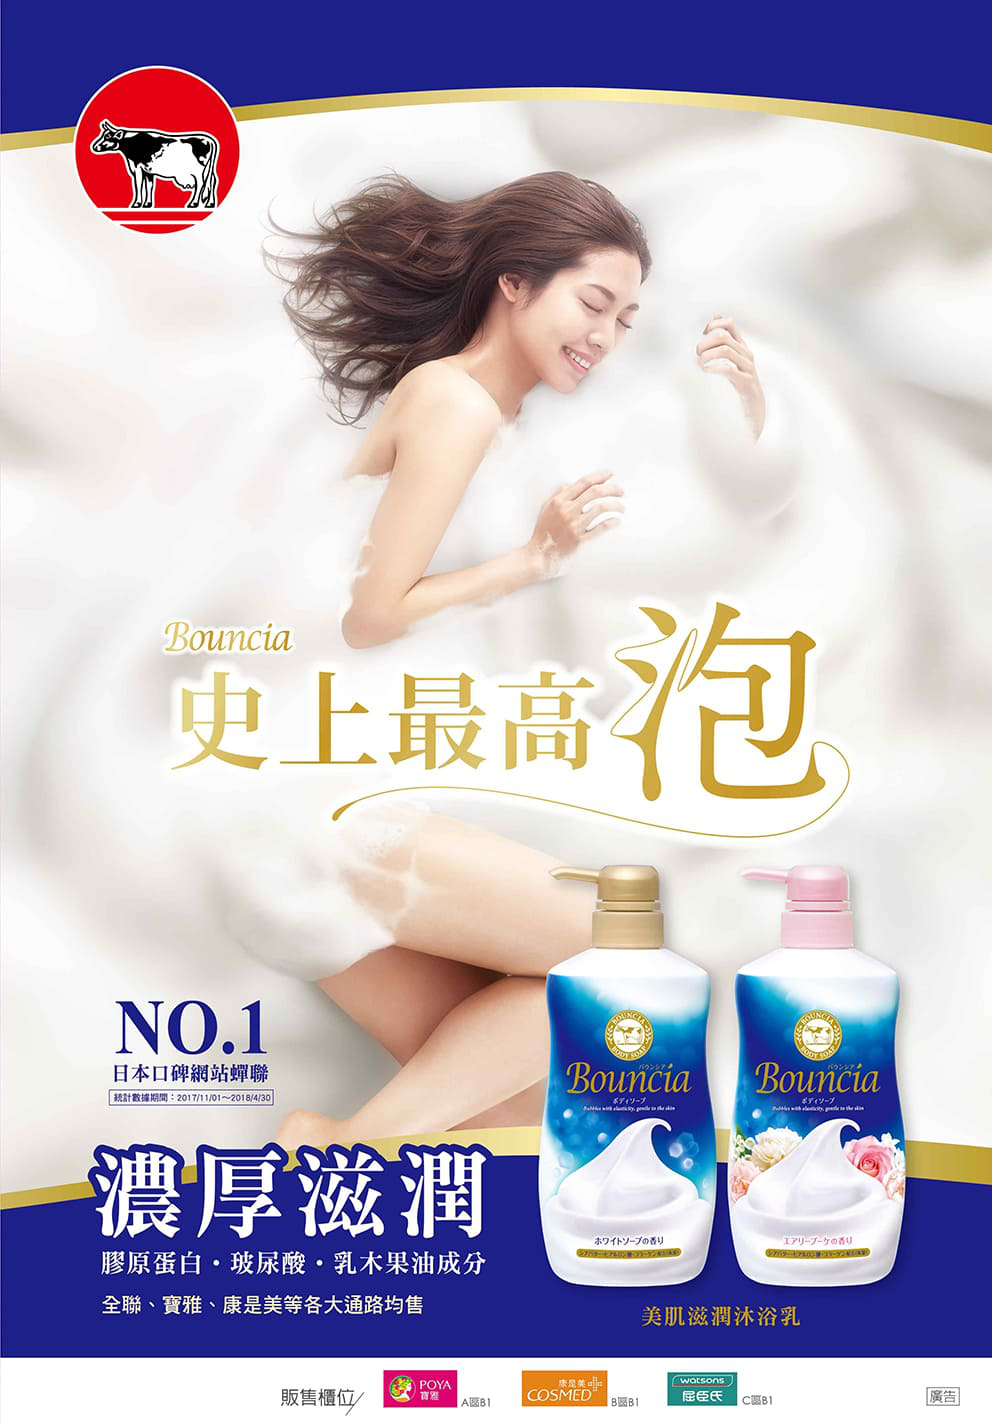 Bouncia
史上最高泡
NO.1
日本口碑網站蟬聯
統計數據期間：2017/11/01～2018/4/30
濃厚滋潤
膠原蛋白・玻尿酸・乳木果油成分
全聯、寶雅、康是美等各大通路均售
BOUNCIA
BODY SOAP
バウンシア
Bouncia
ボディソープ
Bubbles with elasticity, gentle to the skin
ホワイトソープの香り
BOUNCIA
BODY SOAP
バウンシア
Bouncia
ボディソープ
Bubbles with elasticity, gentle to the skin
エアリーブーケの香り
美肌滋潤沐浴乳
販售櫃位
POYA
寶雅
A區B1
康是美
COSMED
B區B1
watsons
屈臣氏
C區B1
廣告